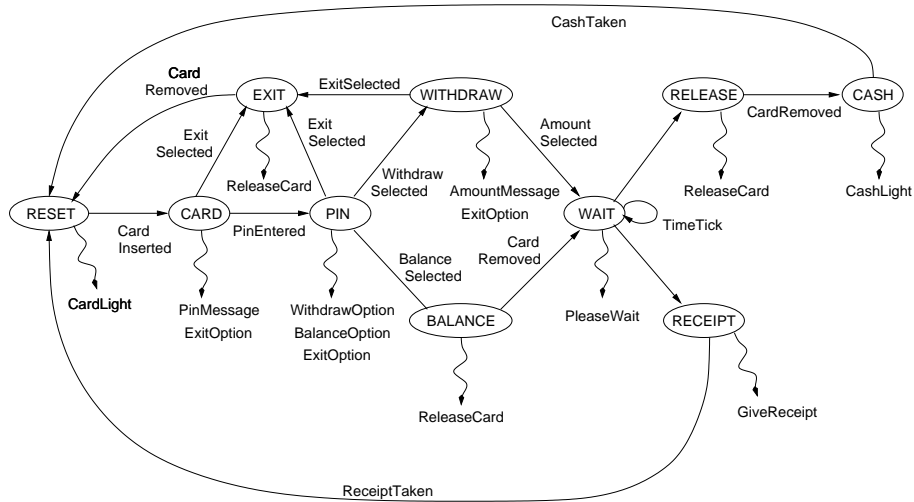 CashTaken
Card
Removed
EXIT
ExitSelected
WITHDRAW
RELEASE
CardRemoved
CASH
Exit
Selected
Exit
Selected
Amount
Selected
ReleaseCard
Withdraw
Selected
AmountMessage
ExitOption
ReleaseCard
CashLight
RESET
Card
Inserted
CARD
PinEntered
PIN
WAIT
TimeTick
Balance
Selected
Card
Removed
CardLight
PinMessage
ExitOption
WithdrawOption
BalanceOption
ExitOption
BALANCE
PleaseWait
RECEIPT
ReleaseCard
GiveReceipt
ReceiptTaken